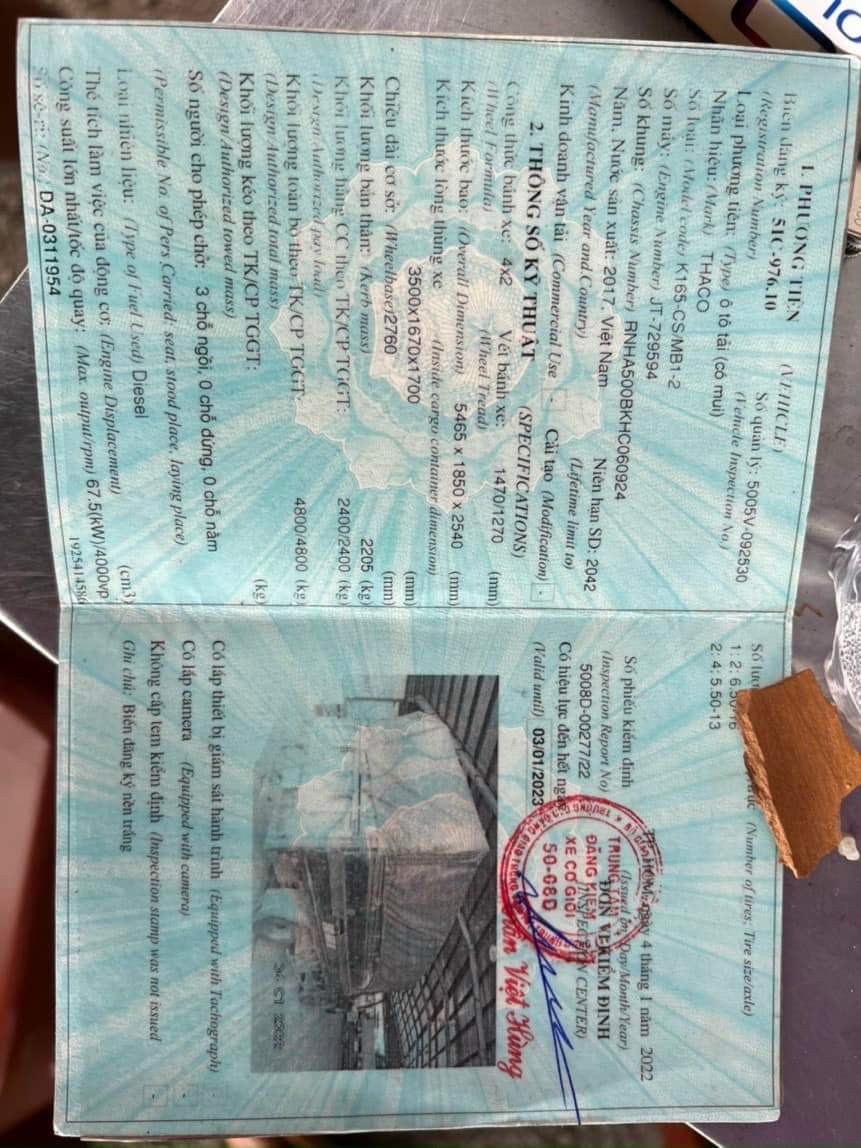 1. PHƯƠNG TIỆN (VEHICLE)
Biển đăng ký: 51C-976.10 Số quản lý: 5005V-092530
(Registration Number) (Vehicle Inspection No.)
Loại phương tiện: (Type) ô tô tải (có mui)
Nhãn hiệu: (Mark) THACO
Số loại: (Model code) K165-CS/MB1-2
Số máy: (Engine Number) JT-729594
Số khung: (Chassis Number) RNHA500BKHC060924
Năm, Nước sản xuất: 2017, Việt Nam Niên hạn SD: 2042
(Manufactured Year and Country) (Lifetime limit to)
Kinh doanh vận tải (Commercial Use) - Cải tạo (Modification) -
2. THÔNG SỐ KỸ THUẬT (SPECIFICATIONS)
Công thức bánh xe: 4x2 Vết bánh xe: 1470/1270 (mm)
(Wheel Formula) (Wheel Tread)
Kích thước bao: (Overall Dimension) 5465 x 1850 x 2540 (mm)
Kích thước lòng thùng xe (Inside cargo container dimension)
3500x1670x1700 (mm)
Chiều dài cơ sở: (Wheelbase) 2760 (mm)
Khối lượng bản thân: (Kerb mass) 2205 (kg)
Khối lượng hàng CC theo TK/CP TGGT: 2400/2400 (kg)
(Design/Authorized pay load)
Khối lượng toàn bộ theo TK/CP TGGT: 4800/4800 (kg)
(Design/Authorized total mass)
Khối lượng kéo theo TK/CP TGGT: (kg)
(Design/Authorized towed mass)
Số người cho phép chở: 3 chỗ ngồi, 0 chỗ đứng, 0 chỗ nằm
(Permissible No. of Pers Carried: seat, stood place, laying place)
Loại nhiên liệu: (Type of Fuel Used) Diesel
Thể tích làm việc của động cơ: (Engine Displacement) (cm3)
Công suất lớn nhất/tốc độ quay: (Max. output/rpm) 67.5(kW)/4000vp
(No.) DA-0311954
(Number of tires; Tire size/axle)
1: 2;
2: 4; 5.50-13
Số phiếu kiểm định
(Inspection Report No)
5008D-00277/22
Có hiệu lực đến hết ngày
(Valid until) 03/01/2023
ngày 4 tháng 1 năm 2022
(Issued on: Day/Month/Year)
ĐƠN VỊ KIỂM ĐỊNH
(INSPECTION CENTER)
TRUNG TÂM
ĐĂNG KIỂM
XE CƠ GIỚI
50-08D
Việt Hùng
Có lắp thiết bị giám sát hành trình (Equipped with Tachograph) -
Có lắp camera (Equipped with camera) -
Không cấp tem kiểm định (Inspection stamp was not issued -
Ghi chú: Biển đăng ký nền trắng